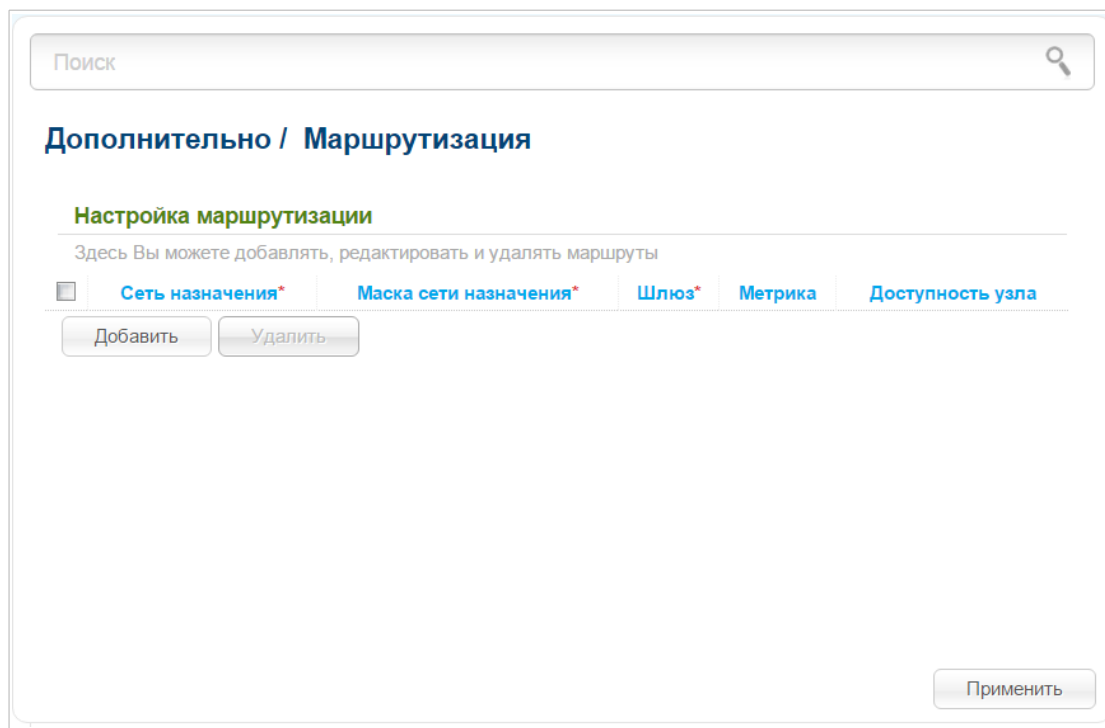 Поиск
Дополнительно / Маршрутизация
Настройка маршрутизации
Здесь Вы можете добавлять, редактировать и удалять маршруты
Сеть назначения* Маска сети назначения* Шлюз* Метрика Доступность узла
Добавить Удалить
Применить